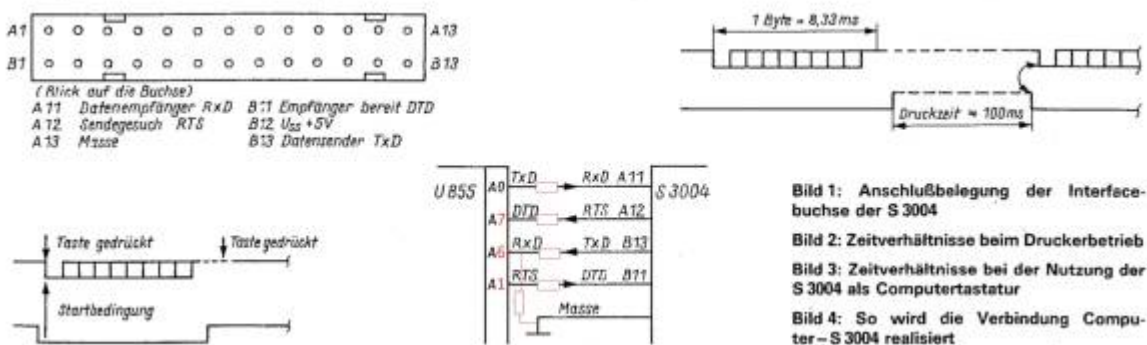 A1
A13
B1
B13
(Blick auf die Buchse)
A11 Datenempfänger RxD B11 Empfänger bereit DTD
A12 Sendegesuch RTS B12 Uss +5V
A13 Masse B13 Datensender TxD
1 Byte = 8,33ms
Druckzeit ≈ 100ms
Taste gedrückt
Taste gedrückt
Startbedingung
U855
S 3004
A0 TxD RxD A11
A7 DTD RTS A12
A6 RxD TxD B13
A1 RTS DTD B11
Masse
Bild 1: Anschlußbelegung der Interface-
buchse der S 3004
Bild 2: Zeitverhältnisse beim Druckerbetrieb
Bild 3: Zeitverhältnisse bei der Nutzung der
S 3004 als Computertastatur
Bild 4: So wird die Verbindung Compu-
ter–S 3004 realisiert